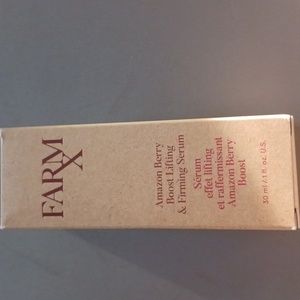 FARM
X
Amazon Berry
Boost Lifting
& Firming Serum
Sérum
effet lifting
et raffermissant
Amazon Berry
Boost
30 ml / 1 fl. oz. U.S.